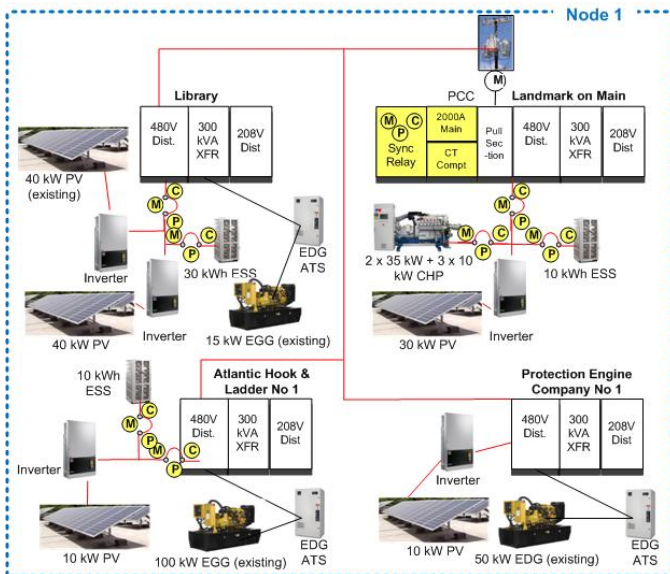 Node 1
M
Library
480V
Dist.
300
kVA
XFR
208V
Dist
40 kW PV
(existing)
C
M
P
M
C
P
Inverter
30 kWh ESS
EDG
ATS
40 kW PV
Inverter
15 kW EGG (existing)
PCC
Landmark on Main
M
C
P
Sync
Relay
2000A
Main
CT
Compt
Pull
Sec
-tion
480V
Dist.
300
kVA
XFR
208V
Dist
C
M
P
C
M
P
M
C
P
2 x 35 kW + 3 x 10
kW CHP
10 kWh ESS
30 kW PV
Inverter
10 kWh
ESS
Atlantic Hook &
Ladder No 1
C
M
P
M
C
P
480V
Dist.
300
kVA
XFR
208V
Dist
Inverter
10 kW PV
100 kW EGG (existing)
EDG
ATS
Protection Engine
Company No 1
480V
Dist.
300
kVA
XFR
208V
Dist
Inverter
10 kW PV
50 kW EDG (existing)
EDG
ATS